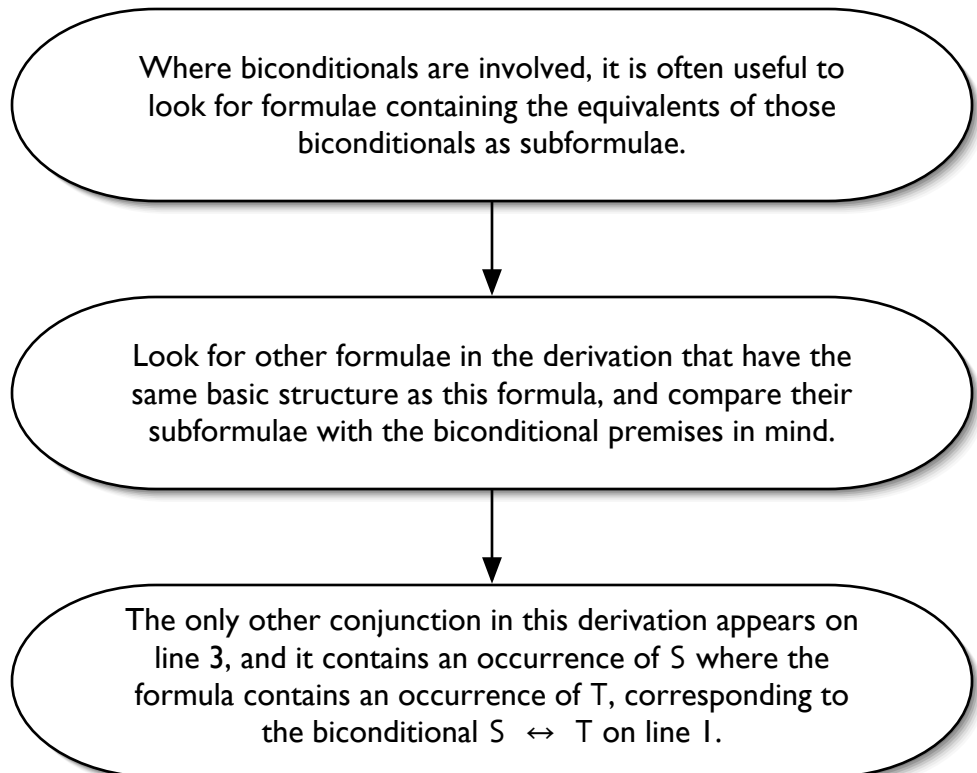 Where biconditionals are involved, it is often useful to
look for formulae containing the equivalents of those
biconditionals as subformulae.
Look for other formulae in the derivation that have the
same basic structure as this formula, and compare their
subformulae with the biconditional premises in mind.
The only other conjunction in this derivation appears on
line 3, and it contains an occurrence of S where the
formula contains an occurrence of T, corresponding to
the biconditional S ↔ T on line 1.